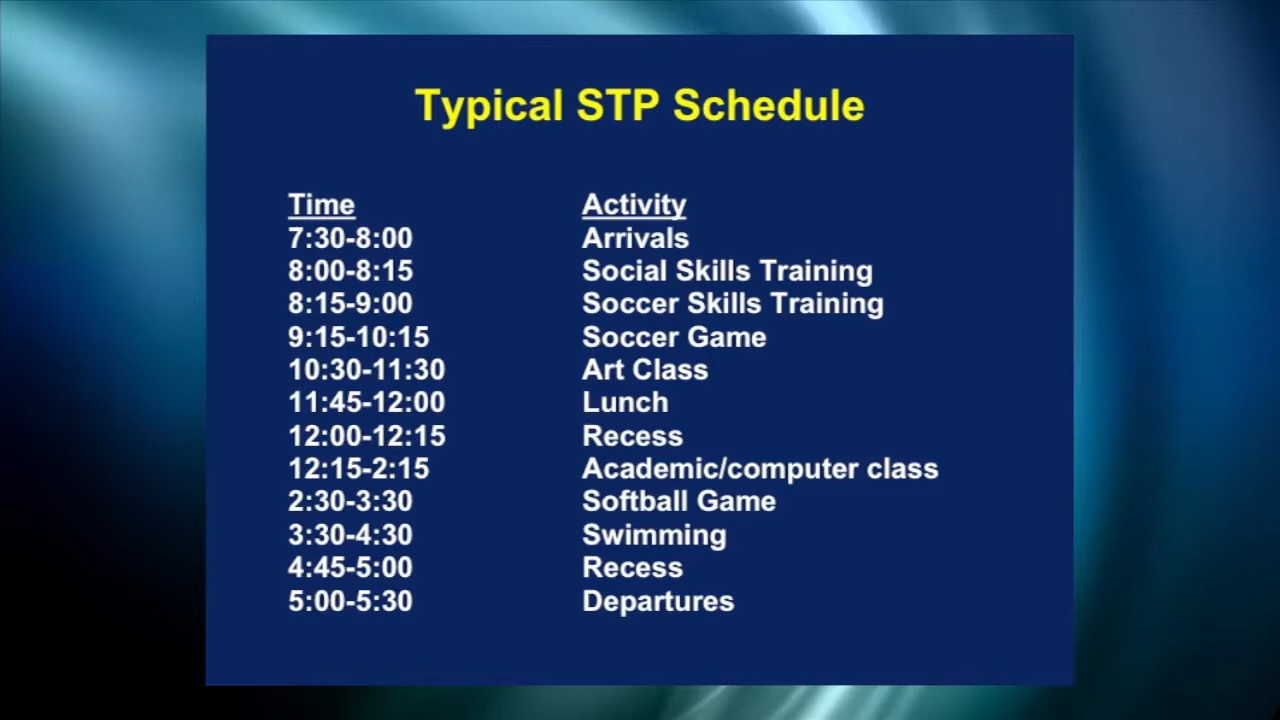 Typical STP Schedule
Time Activity
7:30-8:00 Arrivals
8:00-8:15 Social Skills Training
8:15-9:00 Soccer Skills Training
9:15-10:15 Soccer Game
10:30-11:30 Art Class
11:45-12:00 Lunch
12:00-12:15 Recess
12:15-2:15 Academic/computer class
2:30-3:30 Softball Game
3:30-4:30 Swimming
4:45-5:00 Recess
5:00-5:30 Departures